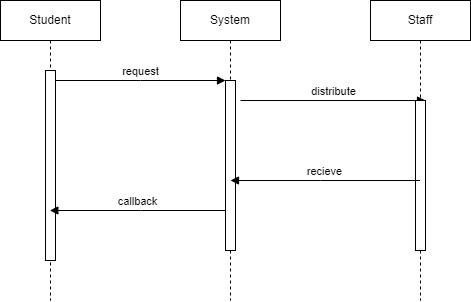 Student
System
Staff
request
distribute
recieve
callback